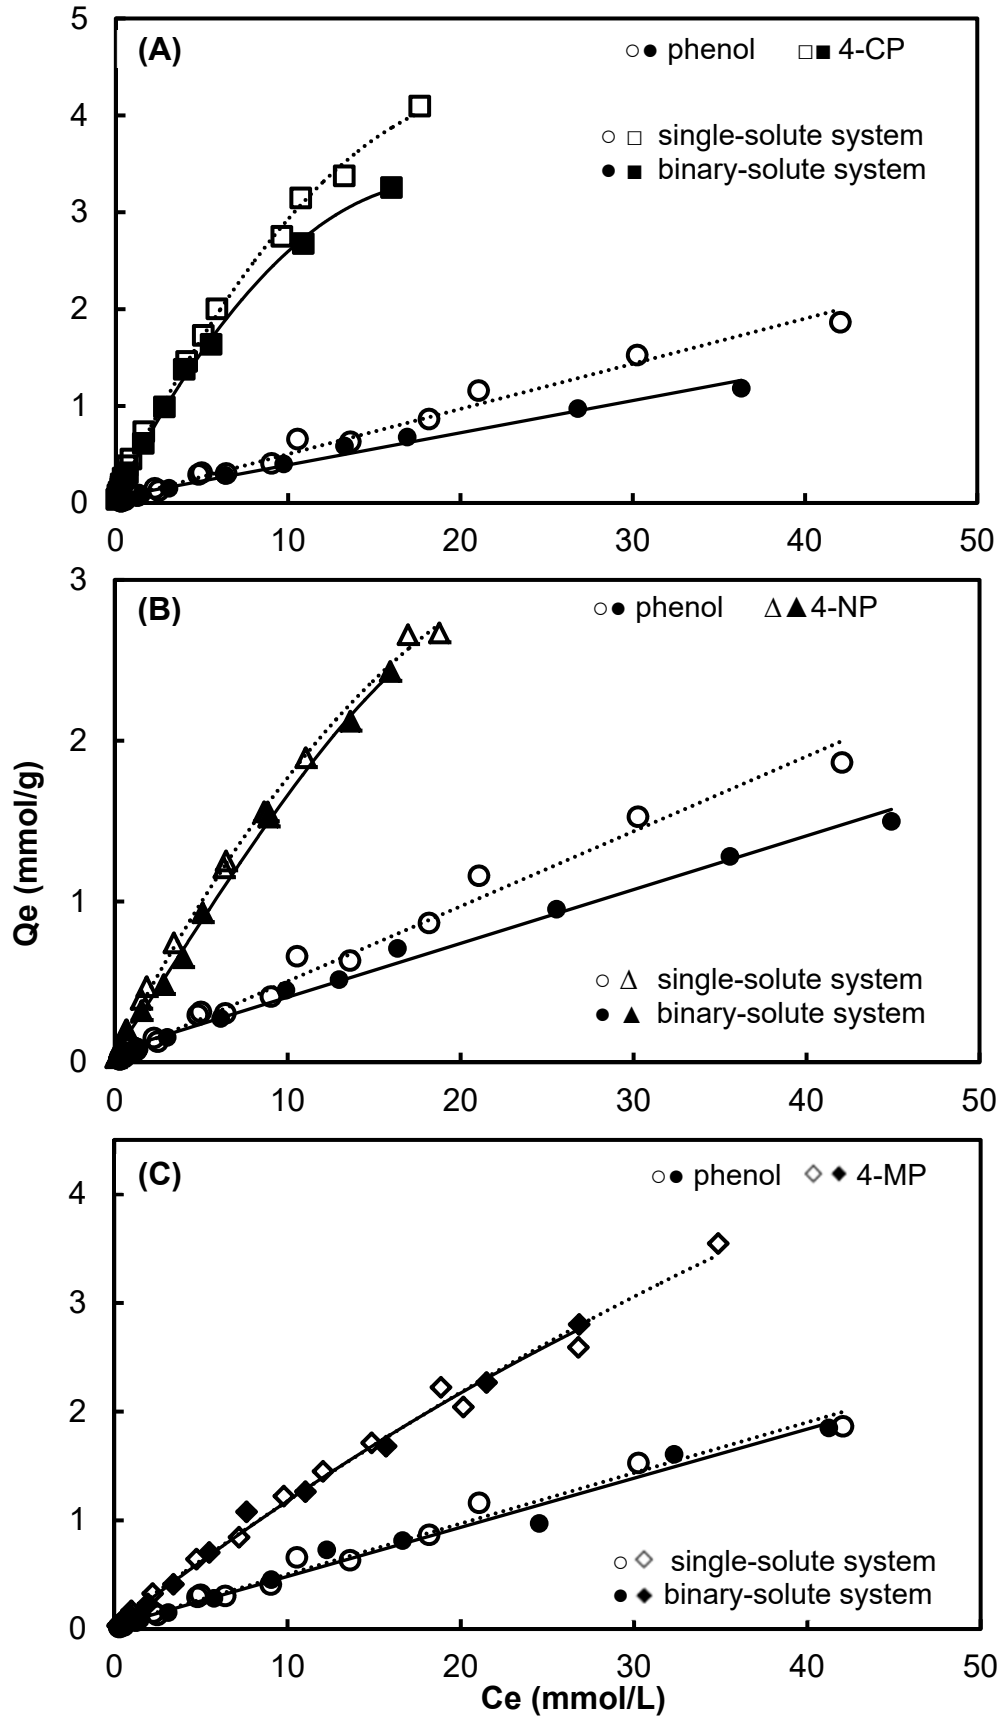 5
(A)
○● phenol □■ 4-CP
4
○ □ single-solute system
● ■ binary-solute system
3
2
1
0
0 10 20 30 40 50
3
(B)
○● phenol △▲ 4-NP
2
Qe (mmol/g)
1
○ △ single-solute system
● ▲ binary-solute system
0
0 10 20 30 40 50
(C)
○● phenol ◇ ◆ 4-MP
4
3
2
1
○ ◇ single-solute system
● ◆ binary-solute system
0
0 10 20 30 40 50
Ce (mmol/L)